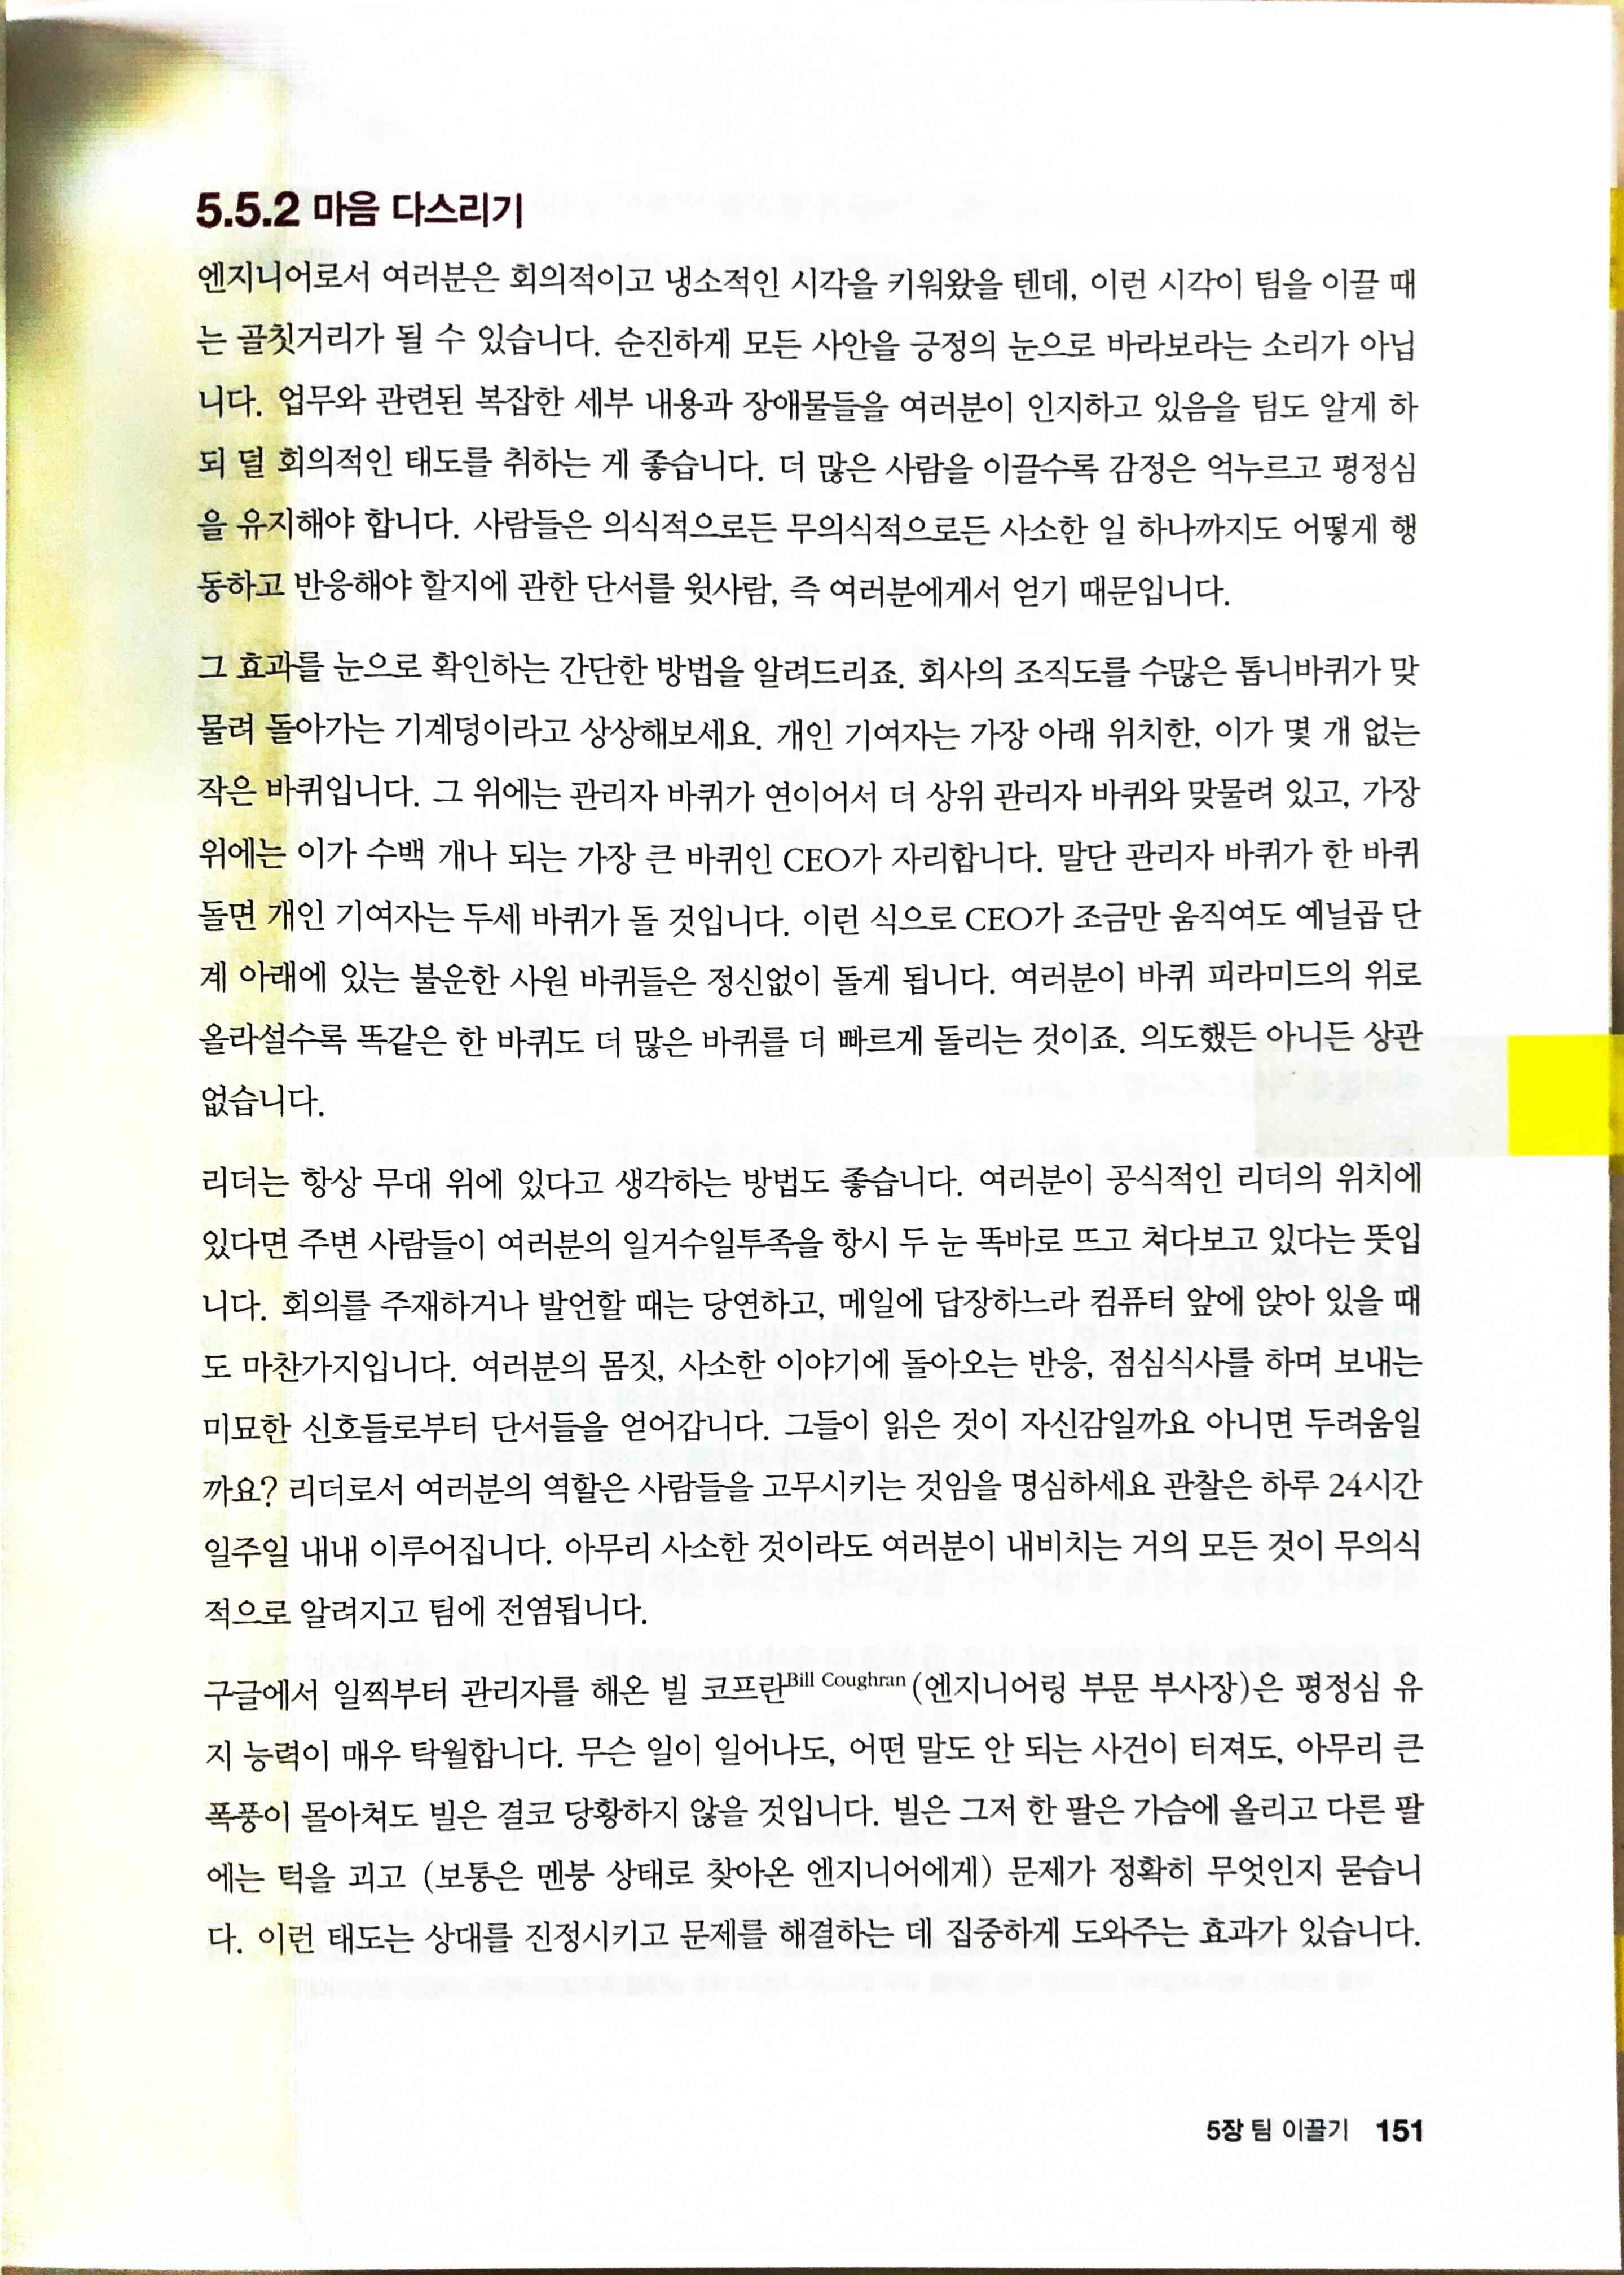 5.5.2 마음 다스리기
엔지니어로서 여러분은 회의적이고 냉소적인 시각을 키워왔을 텐데, 이런 시각이 팀을 이끌 때
는 골칫거리가 될 수 있습니다. 순진하게 모든 사안을 긍정의 눈으로 바라보라는 소리가 아닙
니다. 업무와 관련된 복잡한 세부 내용과 장애물들을 여러분이 인지하고 있음을 팀도 알게 하
되 덜 회의적인 태도를 취하는 게 좋습니다. 더 많은 사람을 이끌수록 감정은 억누르고 평정심
을 유지해야 합니다. 사람들은 의식적으로든 무의식적으로든 사소한 일 하나까지도 어떻게 행
동하고 반응해야 할지에 관한 단서를 윗사람, 즉 여러분에게서 얻기 때문입니다.
그 효과를 눈으로 확인하는 간단한 방법을 알려드리죠. 회사의 조직도를 수많은 톱니바퀴가 맞
물려 돌아가는 기계덩이라고 상상해보세요. 개인 기여자는 가장 아래 위치한, 이가 몇 개 없는
작은 바퀴입니다. 그 위에는 관리자 바퀴가 연이어서 더 상위 관리자 바퀴와 맞물려 있고, 가장
위에는 이가 수백 개나 되는 가장 큰 바퀴인 CEO가 자리합니다. 말단 관리자 바퀴가 한 바퀴
돌면 개인 기여자는 두세 바퀴가 돌 것입니다. 이런 식으로 CEO가 조금만 움직여도 예닐곱 단
계 아래에 있는 불운한 사원 바퀴들은 정신없이 돌게 됩니다. 여러분이 바퀴 피라미드의 위로
올라설수록 똑같은 한 바퀴도 더 많은 바퀴를 더 빠르게 돌리는 것이죠. 의도했든 아니든 상관
없습니다.
리더는 항상 무대 위에 있다고 생각하는 방법도 좋습니다. 여러분이 공식적인 리더의 위치에
있다면 주변 사람들이 여러분의 일거수일투족을 항시 두 눈 똑바로 뜨고 쳐다보고 있다는 뜻입
니다. 회의를 주재하거나 발언할 때는 당연하고, 메일에 답장하느라 컴퓨터 앞에 앉아 있을 때
도 마찬가지입니다. 여러분의 몸짓, 사소한 이야기에 돌아오는 반응, 점심식사를 하며 보내는
미묘한 신호들로부터 단서들을 얻어갑니다. 그들이 읽은 것이 자신감일까요 아니면 두려움일
까요? 리더로서 여러분의 역할은 사람들을 고무시키는 것임을 명심하세요 관찰은 하루 24시간
일주일 내내 이루어집니다. 아무리 사소한 것이라도 여러분이 내비치는 거의 모든 것이 무의식
적으로 알려지고 팀에 전염됩니다.
구글에서 일찍부터 관리자를 해온 빌 코프란Bill Coughran(엔지니어링 부문 부사장)은 평정심 유
지 능력이 매우 탁월합니다. 무슨 일이 일어나도, 어떤 말도 안 되는 사건이 터져도, 아무리 큰
폭풍이 몰아쳐도 빌은 결코 당황하지 않을 것입니다. 빌은 그저 한 팔은 가슴에 올리고 다른 팔
에는 턱을 괴고 (보통은 멘붕 상태로 찾아온 엔지니어에게) 문제가 정확히 무엇인지 묻습니
다. 이런 태도는 상대를 진정시키고 문제를 해결하는 데 집중하게 도와주는 효과가 있습니다.
5장 팀 이끌기 151